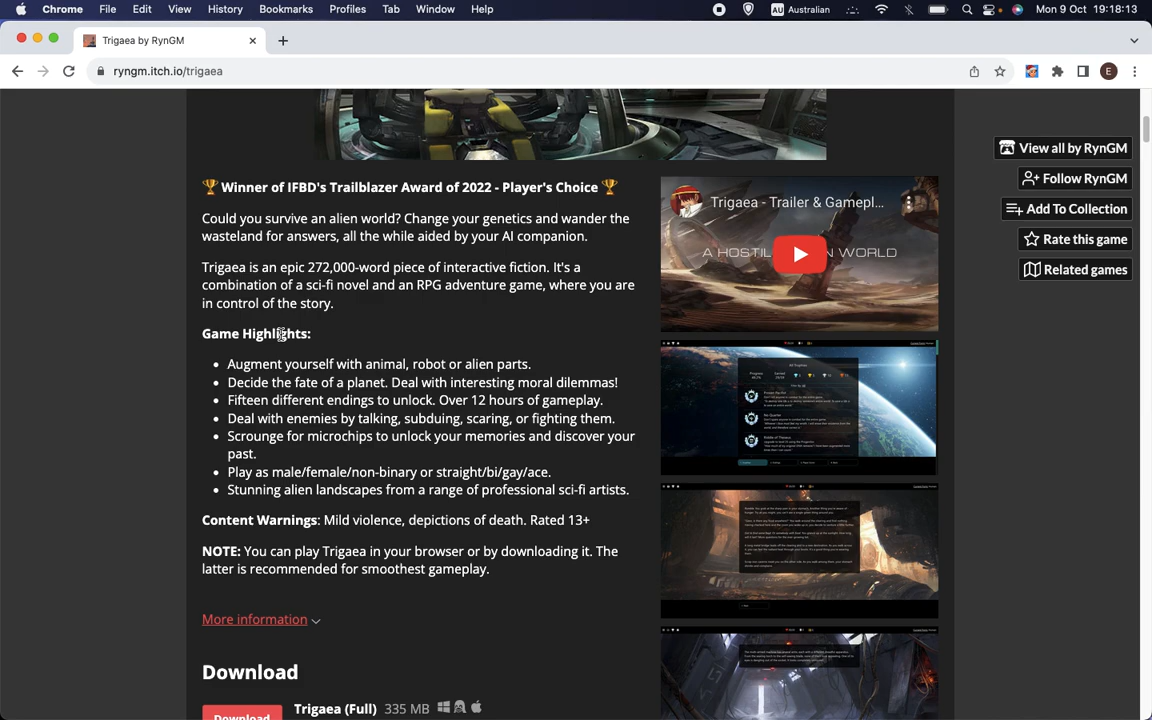 Chrome File Edit View History Bookmarks Profiles Tab Window Help AU Australian Mon 9 Oct 19:18:13
Trigaea by RynGM
ryngm.itch.io/trigaea E
View all by RynGM
Follow RynGM
Add To Collection
Rate this game
Related games
🏆 Winner of IFBD's Trailblazer Award of 2022 - Player's Choice 🏆
Could you survive an alien world? Change your genetics and wander the
wasteland for answers, all the while aided by your AI companion.
Trigaea is an epic 272,000-word piece of interactive fiction. It's a
combination of a sci-fi novel and an RPG adventure game, where you are
in control of the story.
Game Highlights:
Augment yourself with animal, robot or alien parts.
Decide the fate of a planet. Deal with interesting moral dilemmas!
Fifteen different endings to unlock. Over 12 hours of gameplay.
Deal with enemies by talking, subduing, scaring, or fighting them.
Scrounge for microchips to unlock your memories and discover your
past.
Play as male/female/non-binary or straight/bi/gay/ace.
Stunning alien landscapes from a range of professional sci-fi artists.
Content Warnings: Mild violence, depictions of death. Rated 13+
NOTE: You can play Trigaea in your browser or by downloading it. The
latter is recommended for smoothest gameplay.
More information
Download
Download Trigaea (Full) 335 MB
Trigaea - Trailer & Gamepl...
A HOSTIL N WORLD